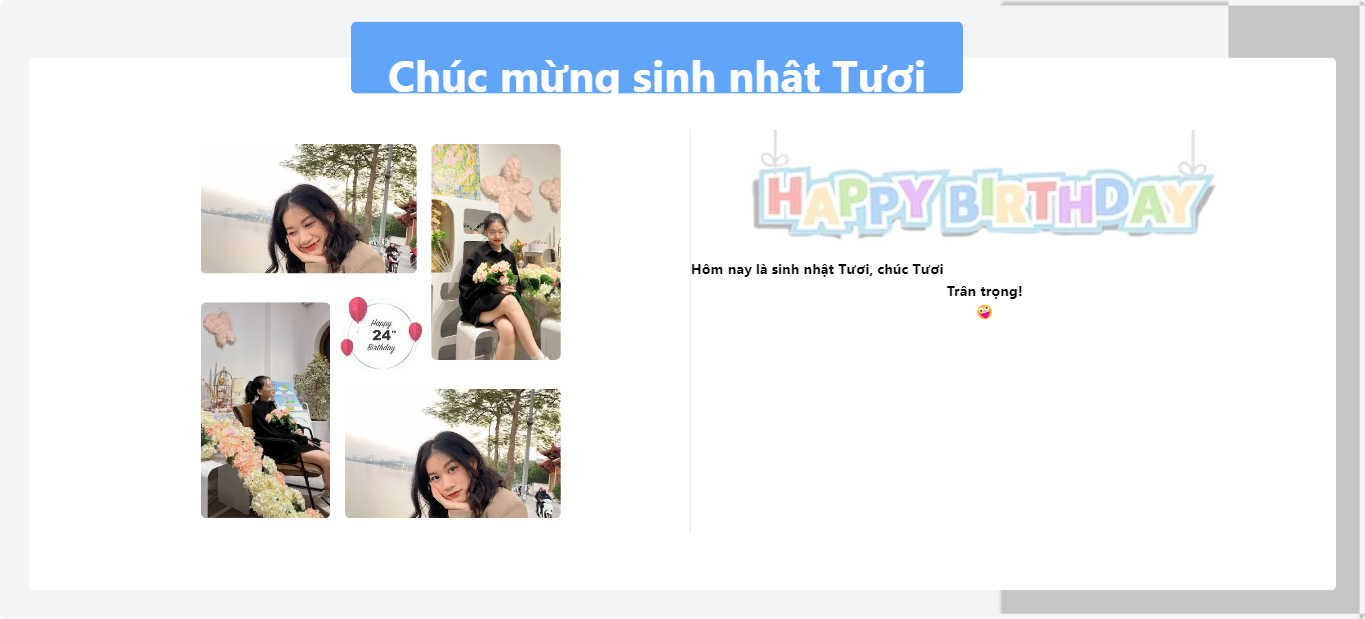 Chúc mừng sinh nhật Tươi
HAPPY BIRTHDAY
Hôm nay là sinh nhật Tươi, chúc Tươi
Trân trọng!
Happy
24th
Birthday